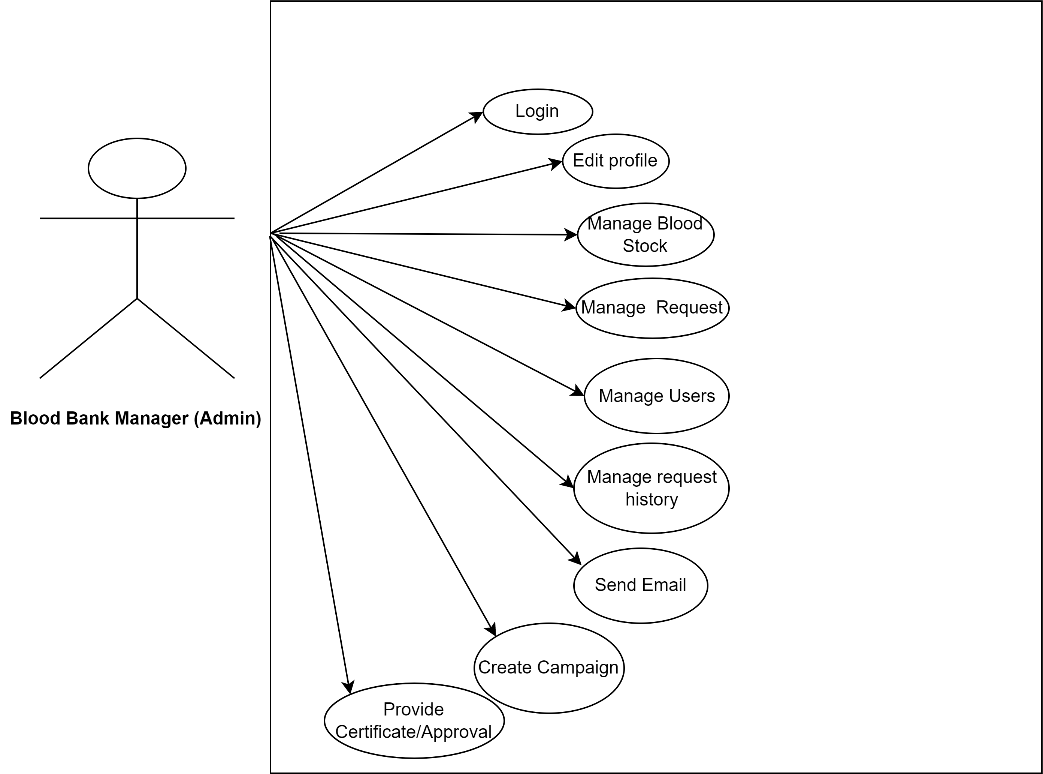 Login
Edit profile
Manage Blood
Stock
Manage  Request
Manage Users
Blood Bank Manager (Admin)
Manage request
history
Send Email
Create Campaign
Provide
Certificate/Approval